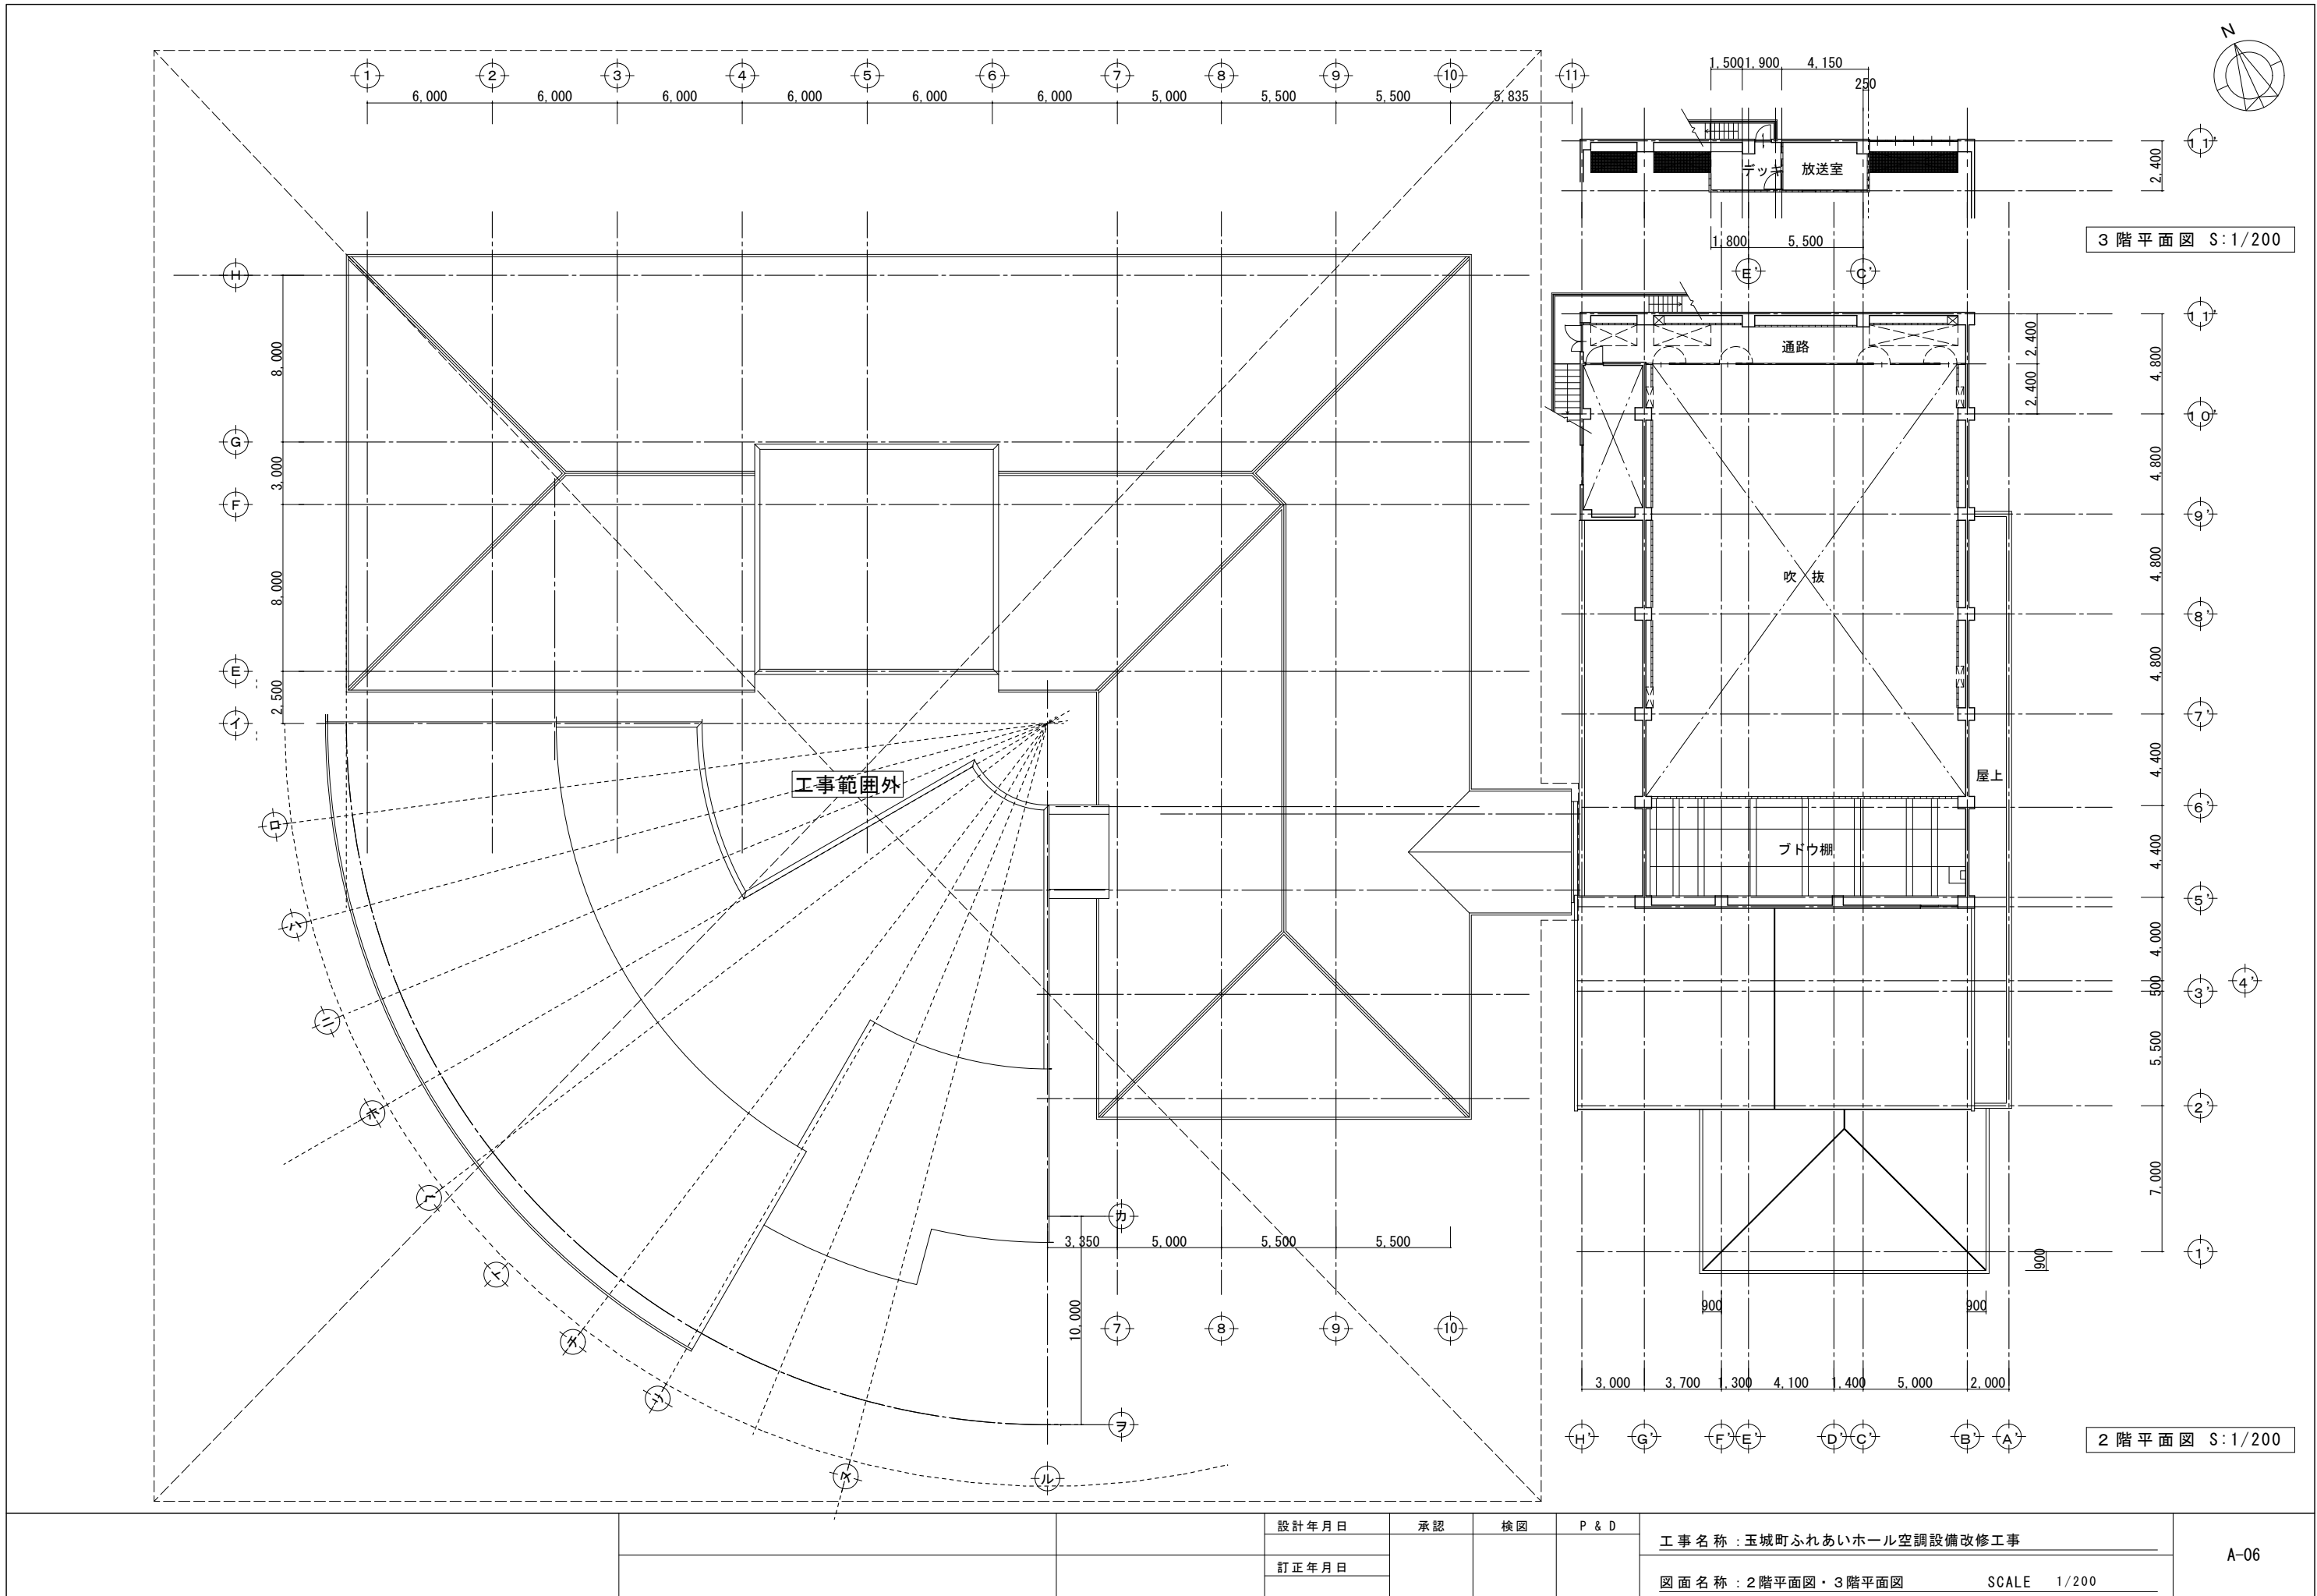 N
1 2 3 4 5 6 7 8 9 10 11
6,000 6,000 6,000 6,000 6,000 6,000 5,000 5,500 5,500 5,835
1,500 1,900 4,150
250
11'
2,400
デッキ 放送室
3階平面図 S:1/200
1,800 5,500
E' C'
H
G
F
E
イ
8,000
3,000
8,000
2,500
ロ
ハ
ニ
ホ
ヘ
ト
チ
リ
ヌ
ル
ヲ
カ
工事範囲外
3,350 5,000 5,500 5,500
10,000
7 8 9 10
通路
吹抜
屋上
ブドウ棚
2,400
2,400
4,800
4,800
4,800
4,800
4,400
4,400
4,000
500
5,500
7,000
900
900 900
11'
10'
9'
8'
7'
6'
5'
4'
3'
2'
1'
3,000 3,700 1,300 4,100 1,400 5,000 2,000
H' G' F' E' D' C' B' A'
2階平面図 S:1/200
設計年月日 承認 検図 P & D
訂正年月日
工事名称:玉城町ふれあいホール空調設備改修工事
図面名称:2階平面図・3階平面図 SCALE 1/200
A-06